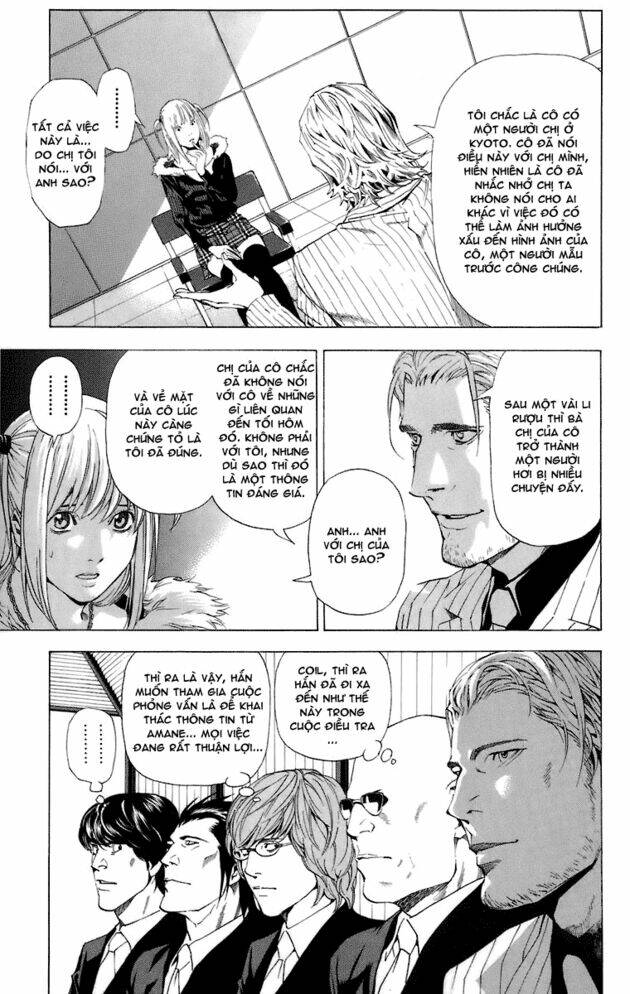 TÔI CHẮC LÀ CÔ CÓ
MỘT NGƯỜI CHỊ Ở
KYOTO. CÔ ĐÃ NÓI
ĐIỀU NÀY VỚI CHỊ MÌNH,
HIỂN NHIÊN LÀ CÔ ĐÃ
NHẮC NHỞ CHỊ TA
KHÔNG NÓI CHO AI
KHÁC VÌ VIỆC ĐÓ CÓ
THỂ LÀM ẢNH HƯỞNG
XẤU ĐẾN HÌNH ẢNH CỦA
CÔ, MỘT NGƯỜI MẪU
TRƯỚC CÔNG CHÚNG.
......
TẤT CẢ VIỆC
NÀY LÀ...
DO CHỊ TÔI
NÓI... VỚI
ANH SAO?
SAU MỘT VÀI LI
RƯỢU THÌ BÀ
CHỊ CỦA CÔ
TRỞ THÀNH
MỘT NGƯỜI
HƠI BỊ NHIỀU
CHUYỆN ĐẤY.
ANH... ANH
VỚI CHỊ CỦA
TÔI SAO?
CHỊ CỦA CÔ CHẮC
ĐÃ KHÔNG NÓI
VỚI CÔ VỀ NHỮNG
GÌ LIÊN QUAN
ĐẾN TỐI HÔM
ĐÓ. KHÔNG PHẢI
VỚI TÔI, NHƯNG
DÙ SAO THÌ ĐÓ
LÀ MỘT THÔNG
TIN ĐÁNG GIÁ.
VÀ VẺ MẶT
CỦA CÔ LÚC
NÀY CÀNG
CHỨNG TỎ LÀ
TÔI ĐÃ ĐÚNG.
......
COIL, THÌ RA
HẮN ĐÃ ĐI XA
ĐẾN NHƯ THẾ
NÀY TRONG
CUỘC ĐIỀU TRA
...
THÌ RA LÀ VẬY, HẮN
MUỐN THAM GIA CUỘC
PHỎNG VẤN LÀ ĐỂ KHAI
THÁC THÔNG TIN TỪ
AMANE... MỌI VIỆC
ĐANG RẤT THUẬN LỢI...
......